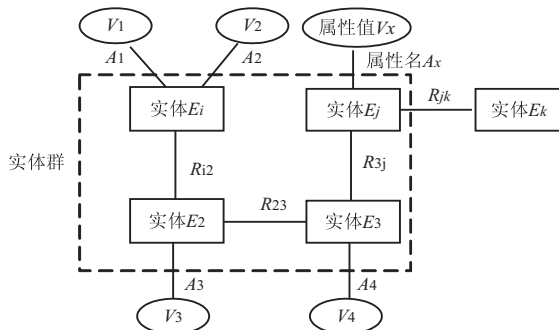 V1
V2
属性值Vx
A1
A2
属性名Ax
实体Ei
实体Ej
Rjk
实体Ek
实体群
Ri2
R3j
实体E2
R23
实体E3
A3
A4
V3
V4